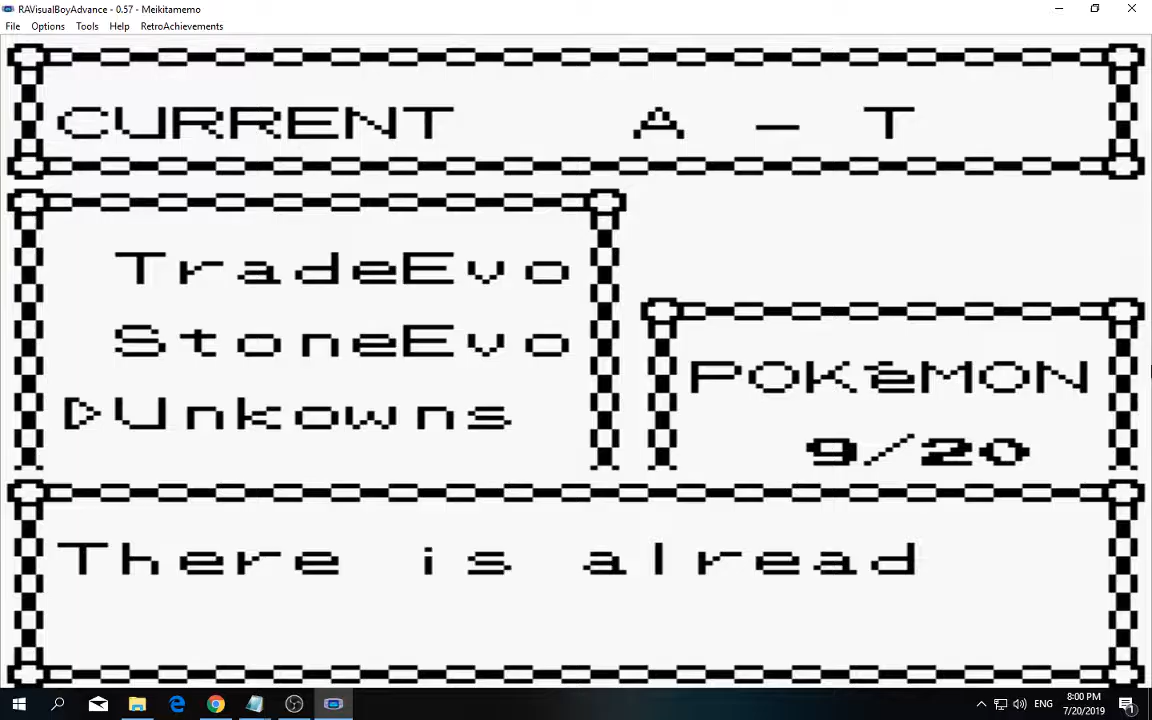 RAVisualBoyAdvance - 0.57 - Meikitamemo
File Options Tools Help RetroAchievements
CURRENT A - T
TradeEvo
StoneEvo
▷Unkowns
POKéMON
9/20
There is alread
ENG
8:00 PM
7/20/2019
1